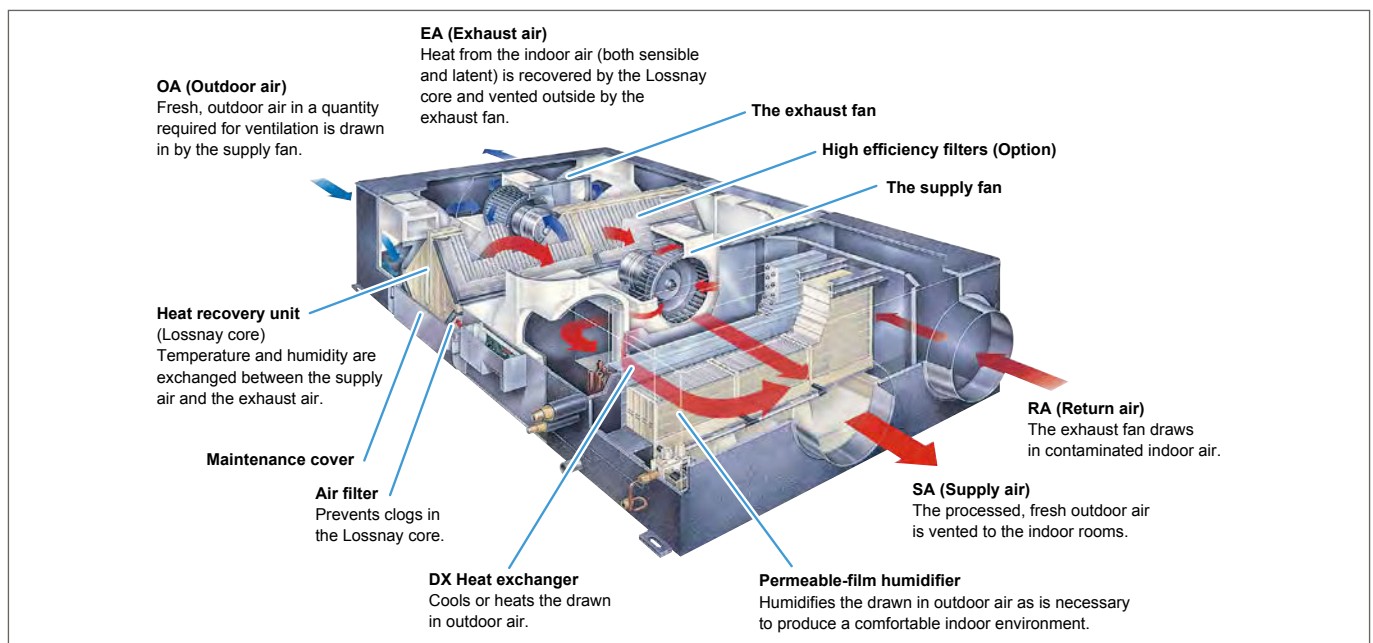 EA (Exhaust air)
Heat from the indoor air (both sensible
and latent) is recovered by the Lossnay
core and vented outside by the
exhaust fan.
OA (Outdoor air)
Fresh, outdoor air in a quantity
required for ventilation is drawn
in by the supply fan.
The exhaust fan
High efficiency filters (Option)
The supply fan
Heat recovery unit
(Lossnay core)
Temperature and humidity are
exchanged between the supply
air and the exhaust air.
Maintenance cover
Air filter
Prevents clogs in
the Lossnay core.
RA (Return air)
The exhaust fan draws
in contaminated indoor air.
SA (Supply air)
The processed, fresh outdoor air
is vented to the indoor rooms.
DX Heat exchanger
Cools or heats the drawn
in outdoor air.
Permeable-film humidifier
Humidifies the drawn in outdoor air as is necessary
to produce a comfortable indoor environment.